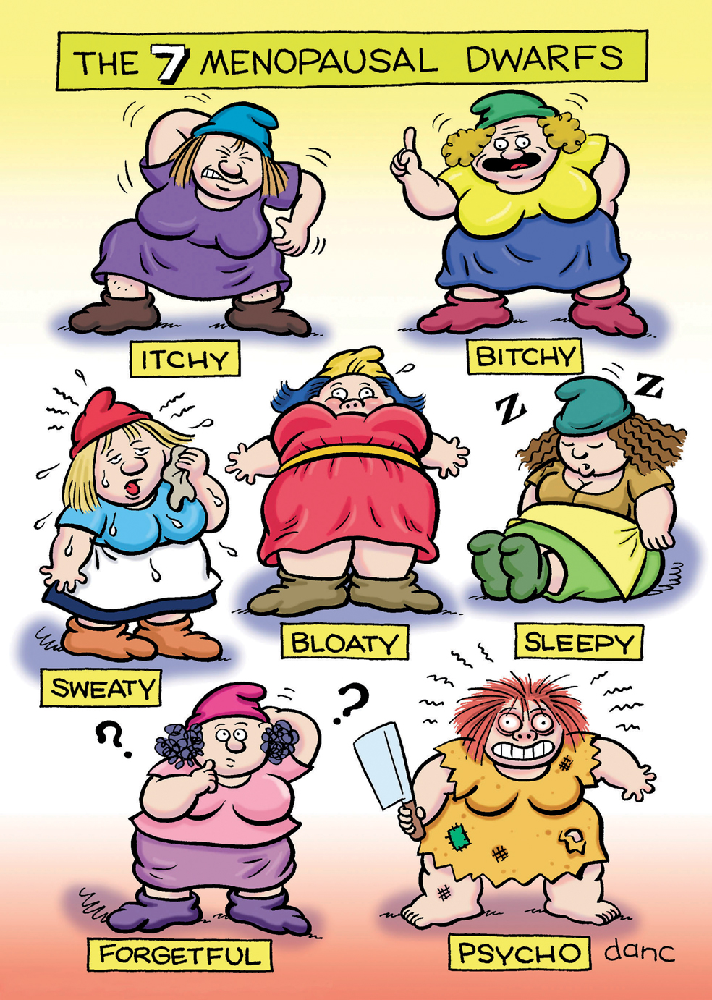 THE 7 MENOPAUSAL DWARFS
ITCHY
BITCHY
Z Z
SWEATY
BLOATY
SLEEPY
? ?
FORGETFUL
PSYCHO
danc